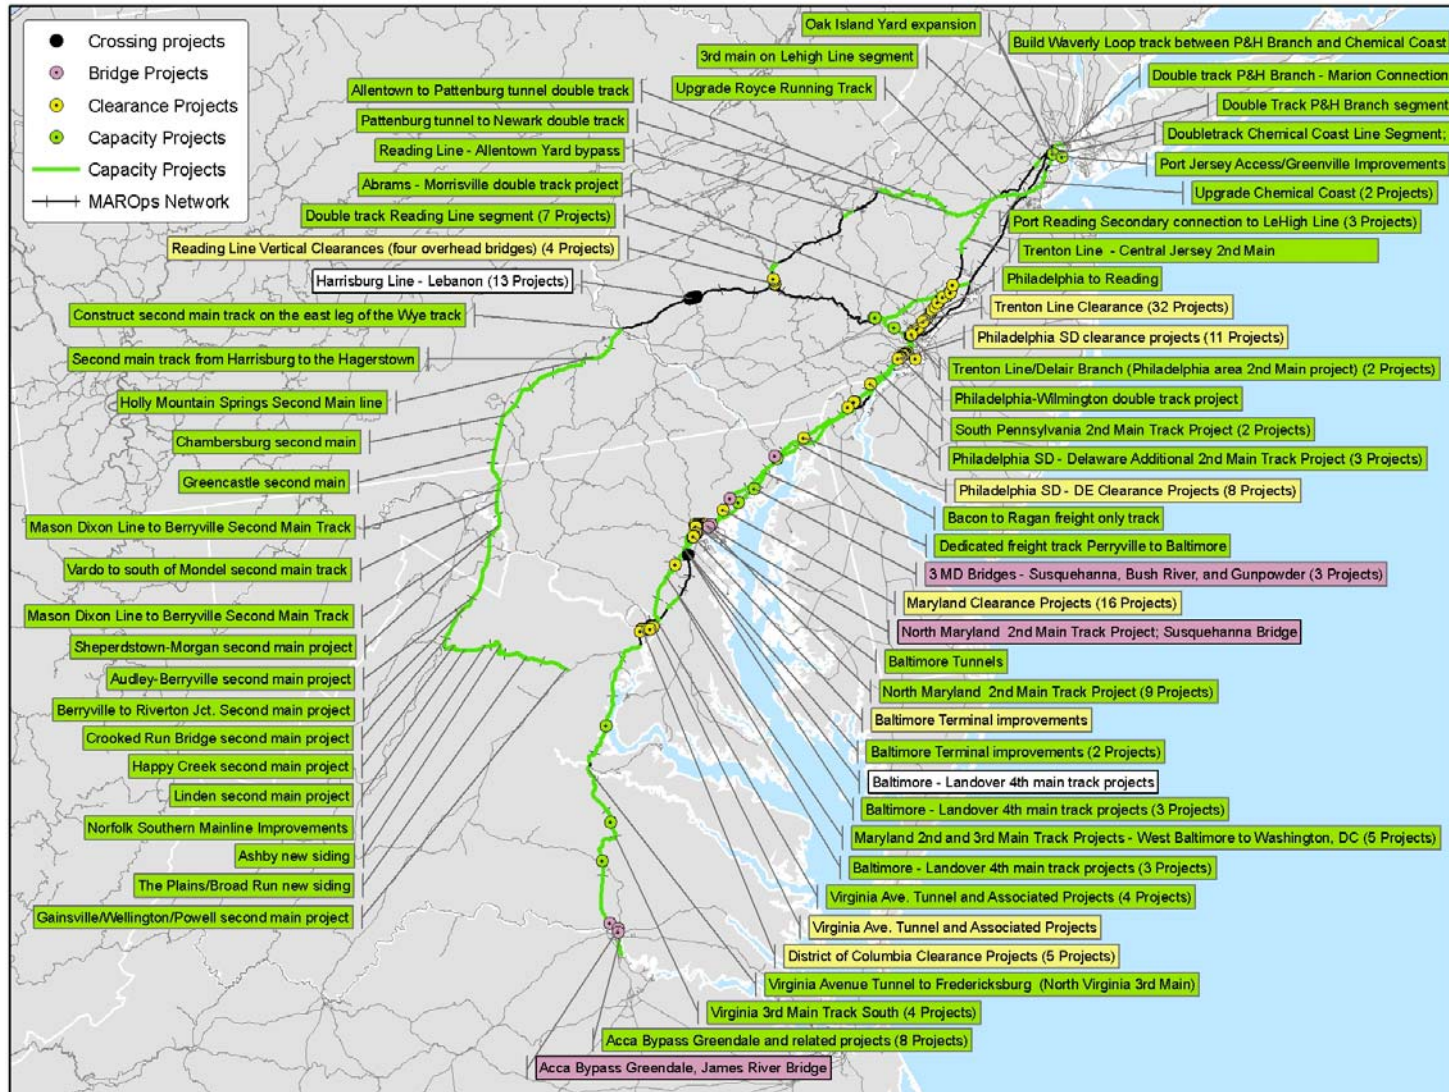 Crossing projects
Bridge Projects
Clearance Projects
Capacity Projects
Capacity Projects
MAROps Network
Oak Island Yard expansion
Build Waverly Loop track between P&H Branch and Chemical Coast
3rd main on Lehigh Line segment
Double track P&H Branch - Marion Connection
Allentown to Pattenburg tunnel double track
Upgrade Royce Running Track
Double Track P&H Branch segment
Pattenburg tunnel to Newark double track
Doubletrack Chemical Coast Line Segment;
Reading Line - Allentown Yard bypass
Port Jersey Access/Greenville Improvements
Abrams - Morrisville double track project
Upgrade Chemical Coast (2 Projects)
Double track Reading Line segment (7 Projects)
Port Reading Secondary connection to LeHigh Line (3 Projects)
Reading Line Vertical Clearances (four overhead bridges) (4 Projects)
Trenton Line - Central Jersey 2nd Main
Harrisburg Line - Lebanon (13 Projects)
Philadelphia to Reading
Construct second main track on the east leg of the Wye track
Trenton Line Clearance (32 Projects)
Philadelphia SD clearance projects (11 Projects)
Second main track from Harrisburg to the Hagerstown
Trenton Line/Delair Branch (Philadelphia area 2nd Main project) (2 Projects)
Holly Mountain Springs Second Main line
Philadelphia-Wilmington double track project
Chambersburg second main
South Pennsylvania 2nd Main Track Project (2 Projects)
Philadelphia SD - Delaware Additional 2nd Main Track Project (3 Projects)
Greencastle second main
Philadelphia SD - DE Clearance Projects (8 Projects)
Mason Dixon Line to Berryville Second Main Track
Bacon to Ragan freight only track
Dedicated freight track Perryville to Baltimore
Vardo to south of Mondel second main track
3 MD Bridges - Susquehanna, Bush River, and Gunpowder (3 Projects)
Maryland Clearance Projects (16 Projects)
Mason Dixon Line to Berryville Second Main Track
North Maryland 2nd Main Track Project; Susquehanna Bridge
Sheperdstown-Morgan second main project
Baltimore Tunnels
Audley-Berryville second main project
North Maryland 2nd Main Track Project (9 Projects)
Berryville to Riverton Jct. Second main project
Baltimore Terminal improvements
Crooked Run Bridge second main project
Baltimore Terminal improvements (2 Projects)
Happy Creek second main project
Baltimore - Landover 4th main track projects
Linden second main project
Baltimore - Landover 4th main track projects (3 Projects)
Norfolk Southern Mainline Improvements
Maryland 2nd and 3rd Main Track Projects - West Baltimore to Washington, DC (5 Projects)
Ashby new siding
Baltimore - Landover 4th main track projects (3 Projects)
The Plains/Broad Run new siding
Virginia Ave. Tunnel and Associated Projects (4 Projects)
Gainsville/Wellington/Powell second main project
Virginia Ave. Tunnel and Associated Projects
District of Columbia Clearance Projects (5 Projects)
Virginia Avenue Tunnel to Fredericksburg (North Virginia 3rd Main)
Virginia 3rd Main Track South (4 Projects)
Acca Bypass Greendale and related projects (8 Projects)
Acca Bypass Greendale, James River Bridge